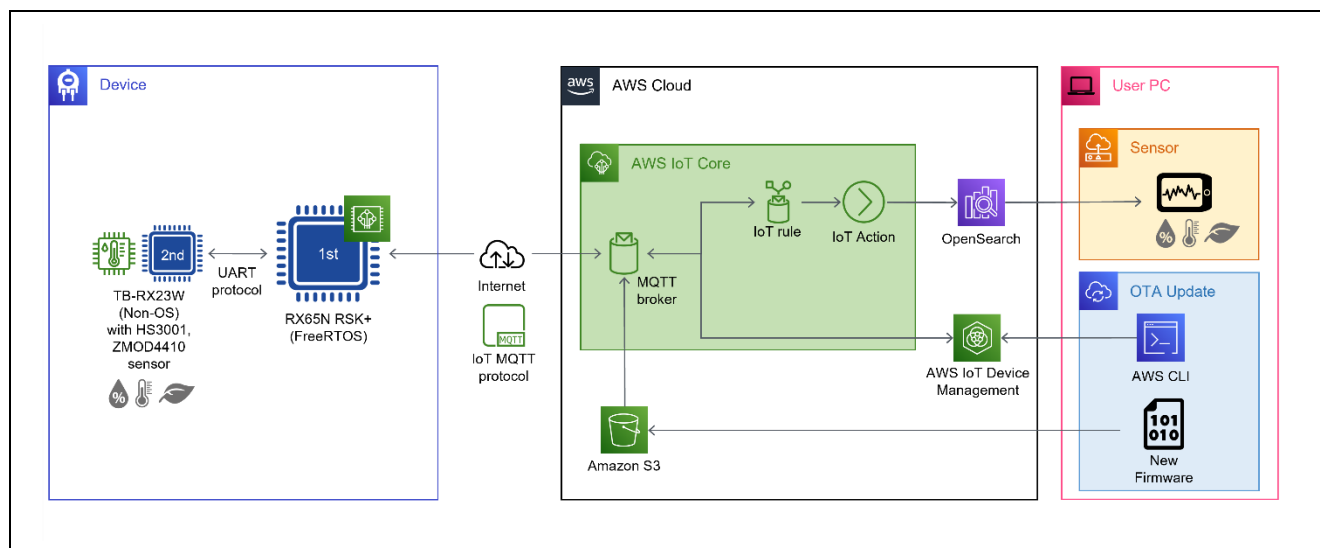 Device
2nd
1st
UART
protocol
TB-RX23W
(Non-OS)
with HS3001,
ZMOD4410
sensor
%
RX65N RSK+
(FreeRTOS)
Internet
MQTT
IoT MQTT
protocol
aws
AWS Cloud
AWS IoT Core
MQTT
broker
IoT rule
IoT Action
OpenSearch
AWS IoT Device
Management
Amazon S3
User PC
Sensor
%
OTA Update
AWS CLI
101
010
New
Firmware